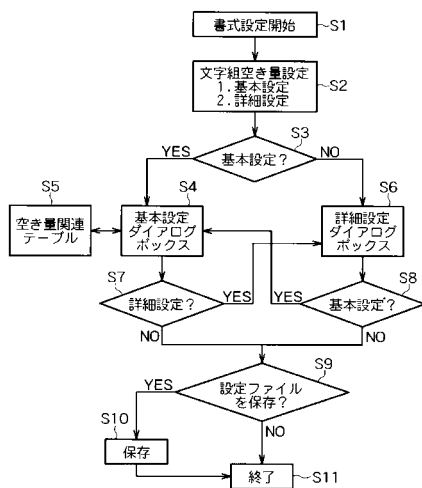 書式設定開始
S1
文字組空き量設定
1.基本設定
2.詳細設定
S2
S3
基本設定?
YES
NO
S5
空き量関連
テーブル
S4
基本設定
ダイアログ
ボックス
S6
詳細設定
ダイアログ
ボックス
S7
詳細設定?
YES
NO
S8
基本設定?
YES
NO
S9
設定ファイル
を保存?
YES
NO
S10
保存
終了
S11